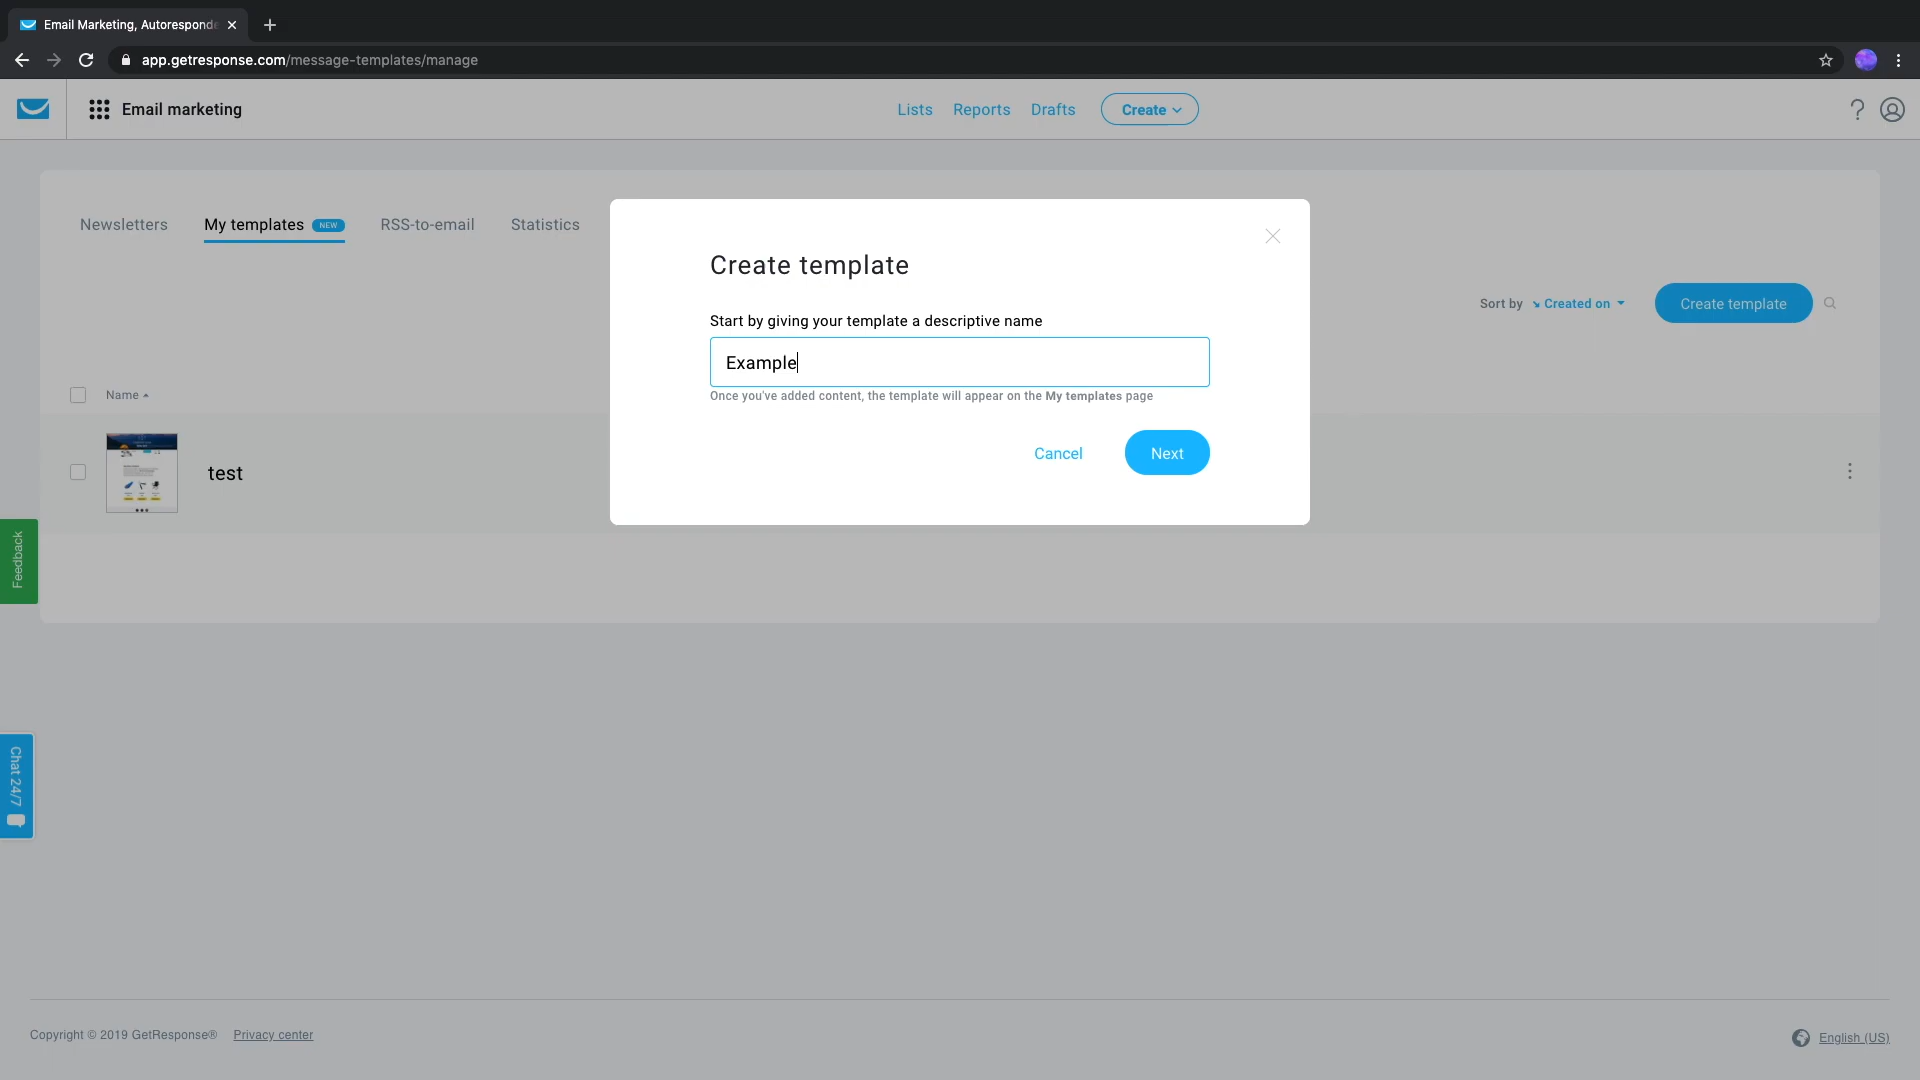 Email Marketing, Autoresponde
app.getresponse.com/message-templates/manage
Email marketing
Lists
Reports
Drafts
Create
Newsletters
My templates NEW
RSS-to-email
Statistics
Create template
Start by giving your template a descriptive name
Example
Once you've added content, the template will appear on the My templates page
Cancel
Next
Sort by Created on
Create template
Name
test
Feedback
Chat 24/7
Copyright © 2019 GetResponse®
Privacy center
English (US)